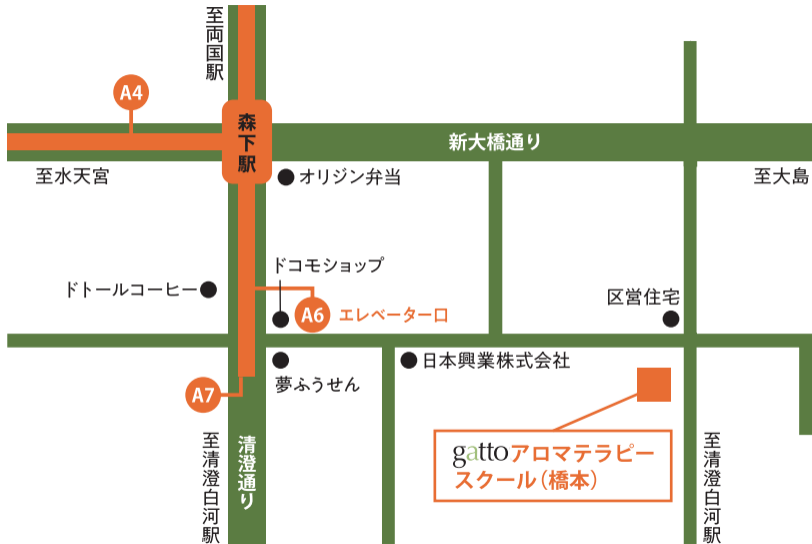 至両国駅
A4
森下駅
新大橋通り
至水天宮
オリジン弁当
至大島
ドコモショップ
ドトールコーヒー
区営住宅
A6 エレベーター口
日本興業株式会社
夢ふうせん
A7
gattoアロマテラピー
スクール（橋本）
至清澄白河駅
清澄通り
至清澄白河駅